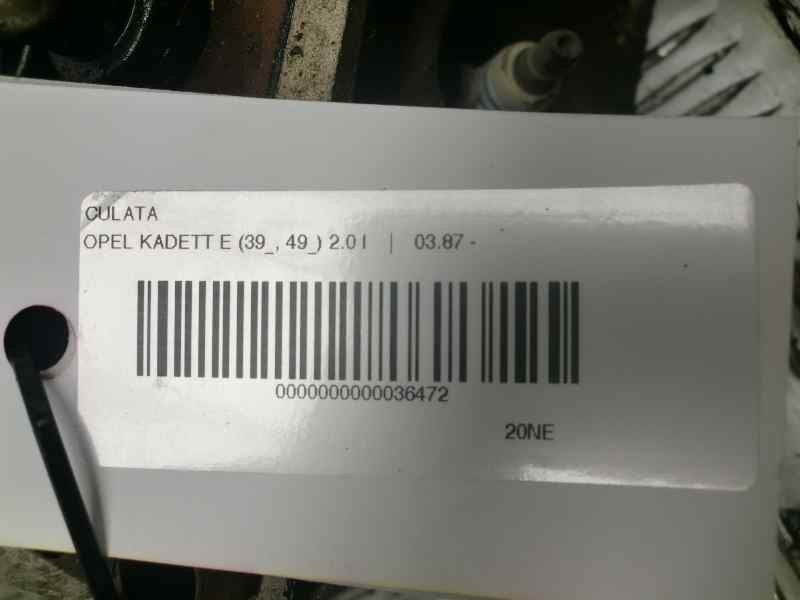 CULATA
OPEL KADETT E (39_, 49_) 2.0 I | 03.87 -
0000000000036472
20NE